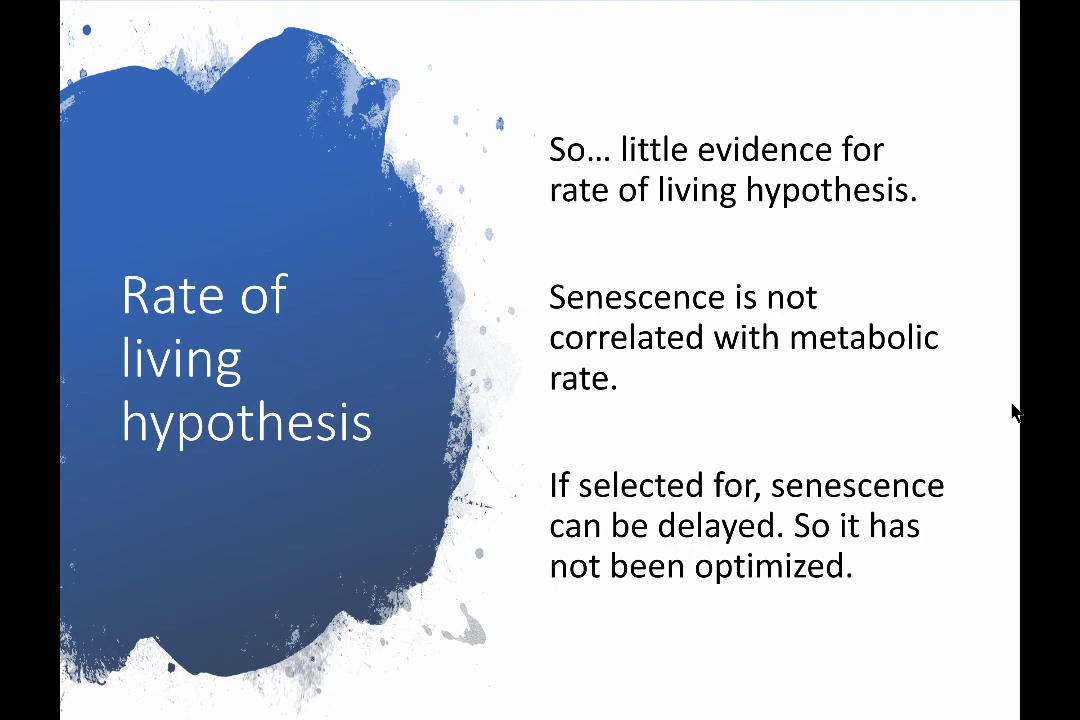 Rate of
living
hypothesis
So... little evidence for
rate of living hypothesis.
Senescence is not
correlated with metabolic
rate.
If selected for, senescence
can be delayed. So it has
not been optimized.